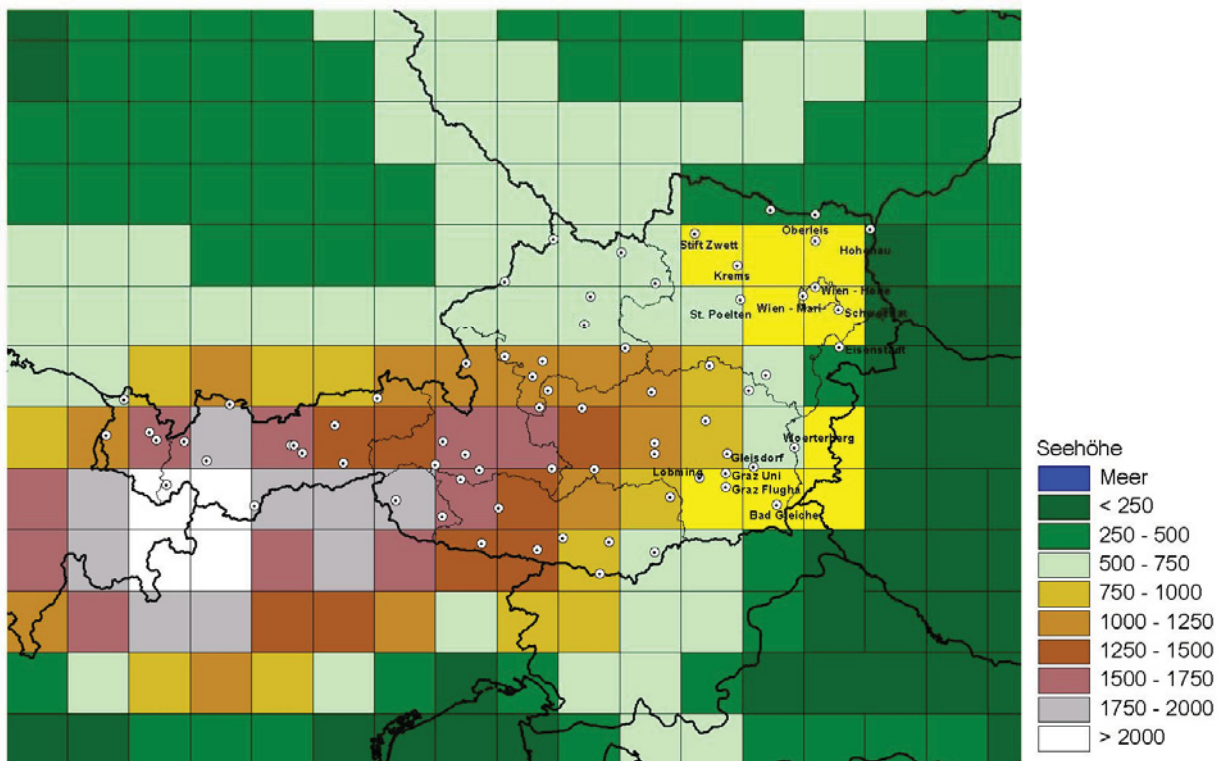 Oberleis
Stift Zwett
Hohenau
Krems
Wien - Hohe
St. Poelten
Wien - Mari
Schwechat
Eisenstadt
Woerterberg
Gleisdorf
Lobming
Graz Uni
Graz Flugha
Bad Gleiche
Seehöhe
Meer
< 250
250 - 500
500 - 750
750 - 1000
1000 - 1250
1250 - 1500
1500 - 1750
1750 - 2000
> 2000